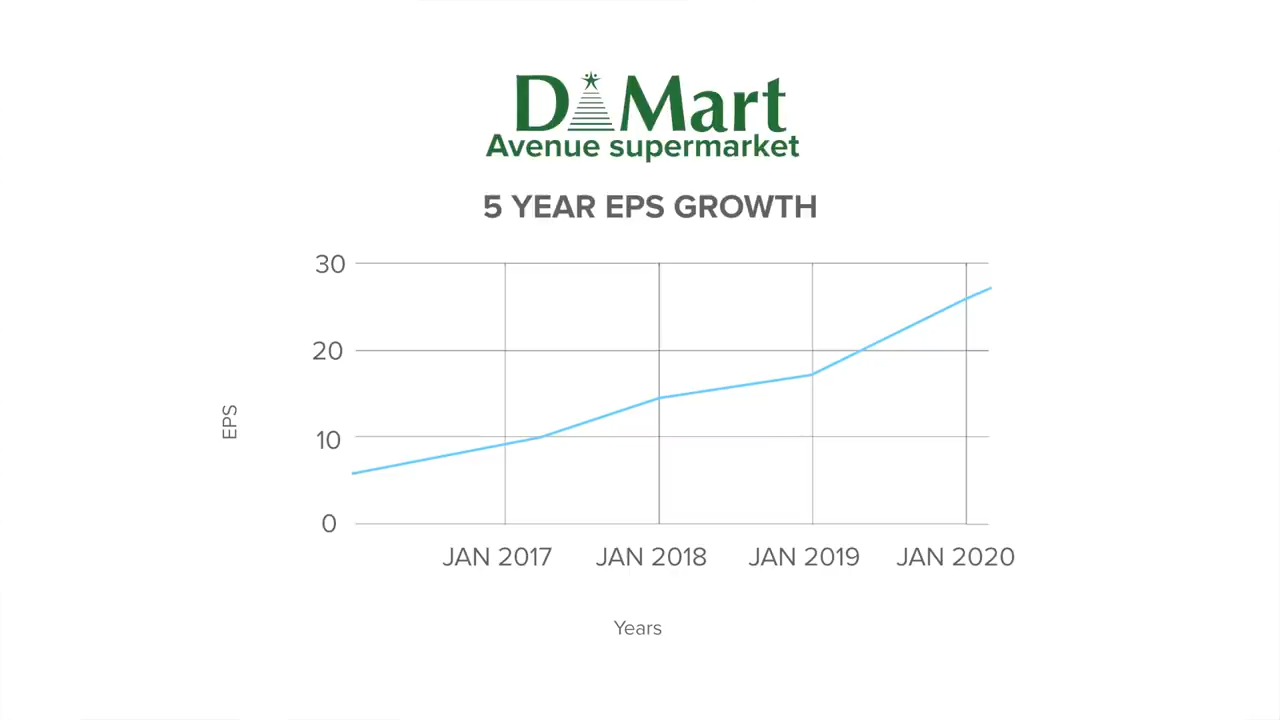 D Mart
Avenue supermarket
5 YEAR EPS GROWTH
30
20
10
0
EPS
JAN 2017 JAN 2018 JAN 2019 JAN 2020
Years